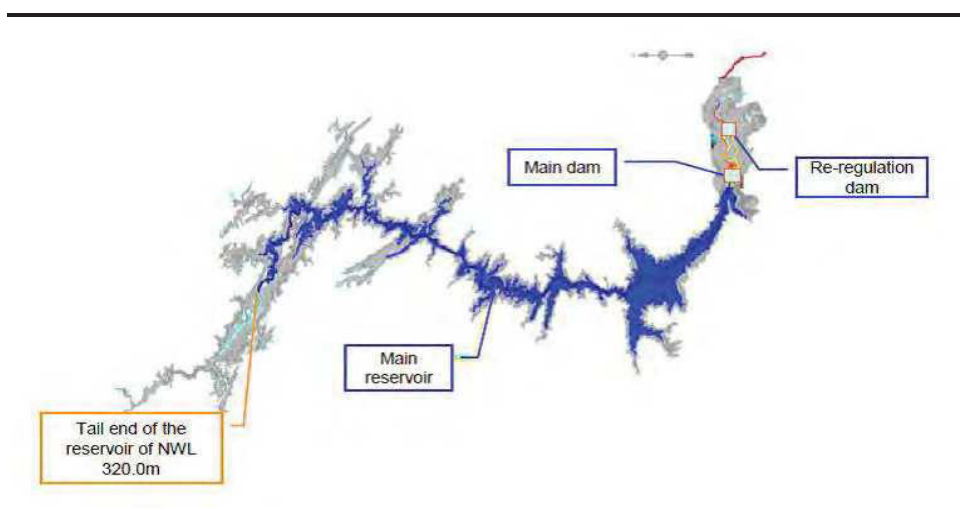 Main dam
Re-regulation
dam
Main
reservoir
Tail end of the
reservoir of NWL
320.0m